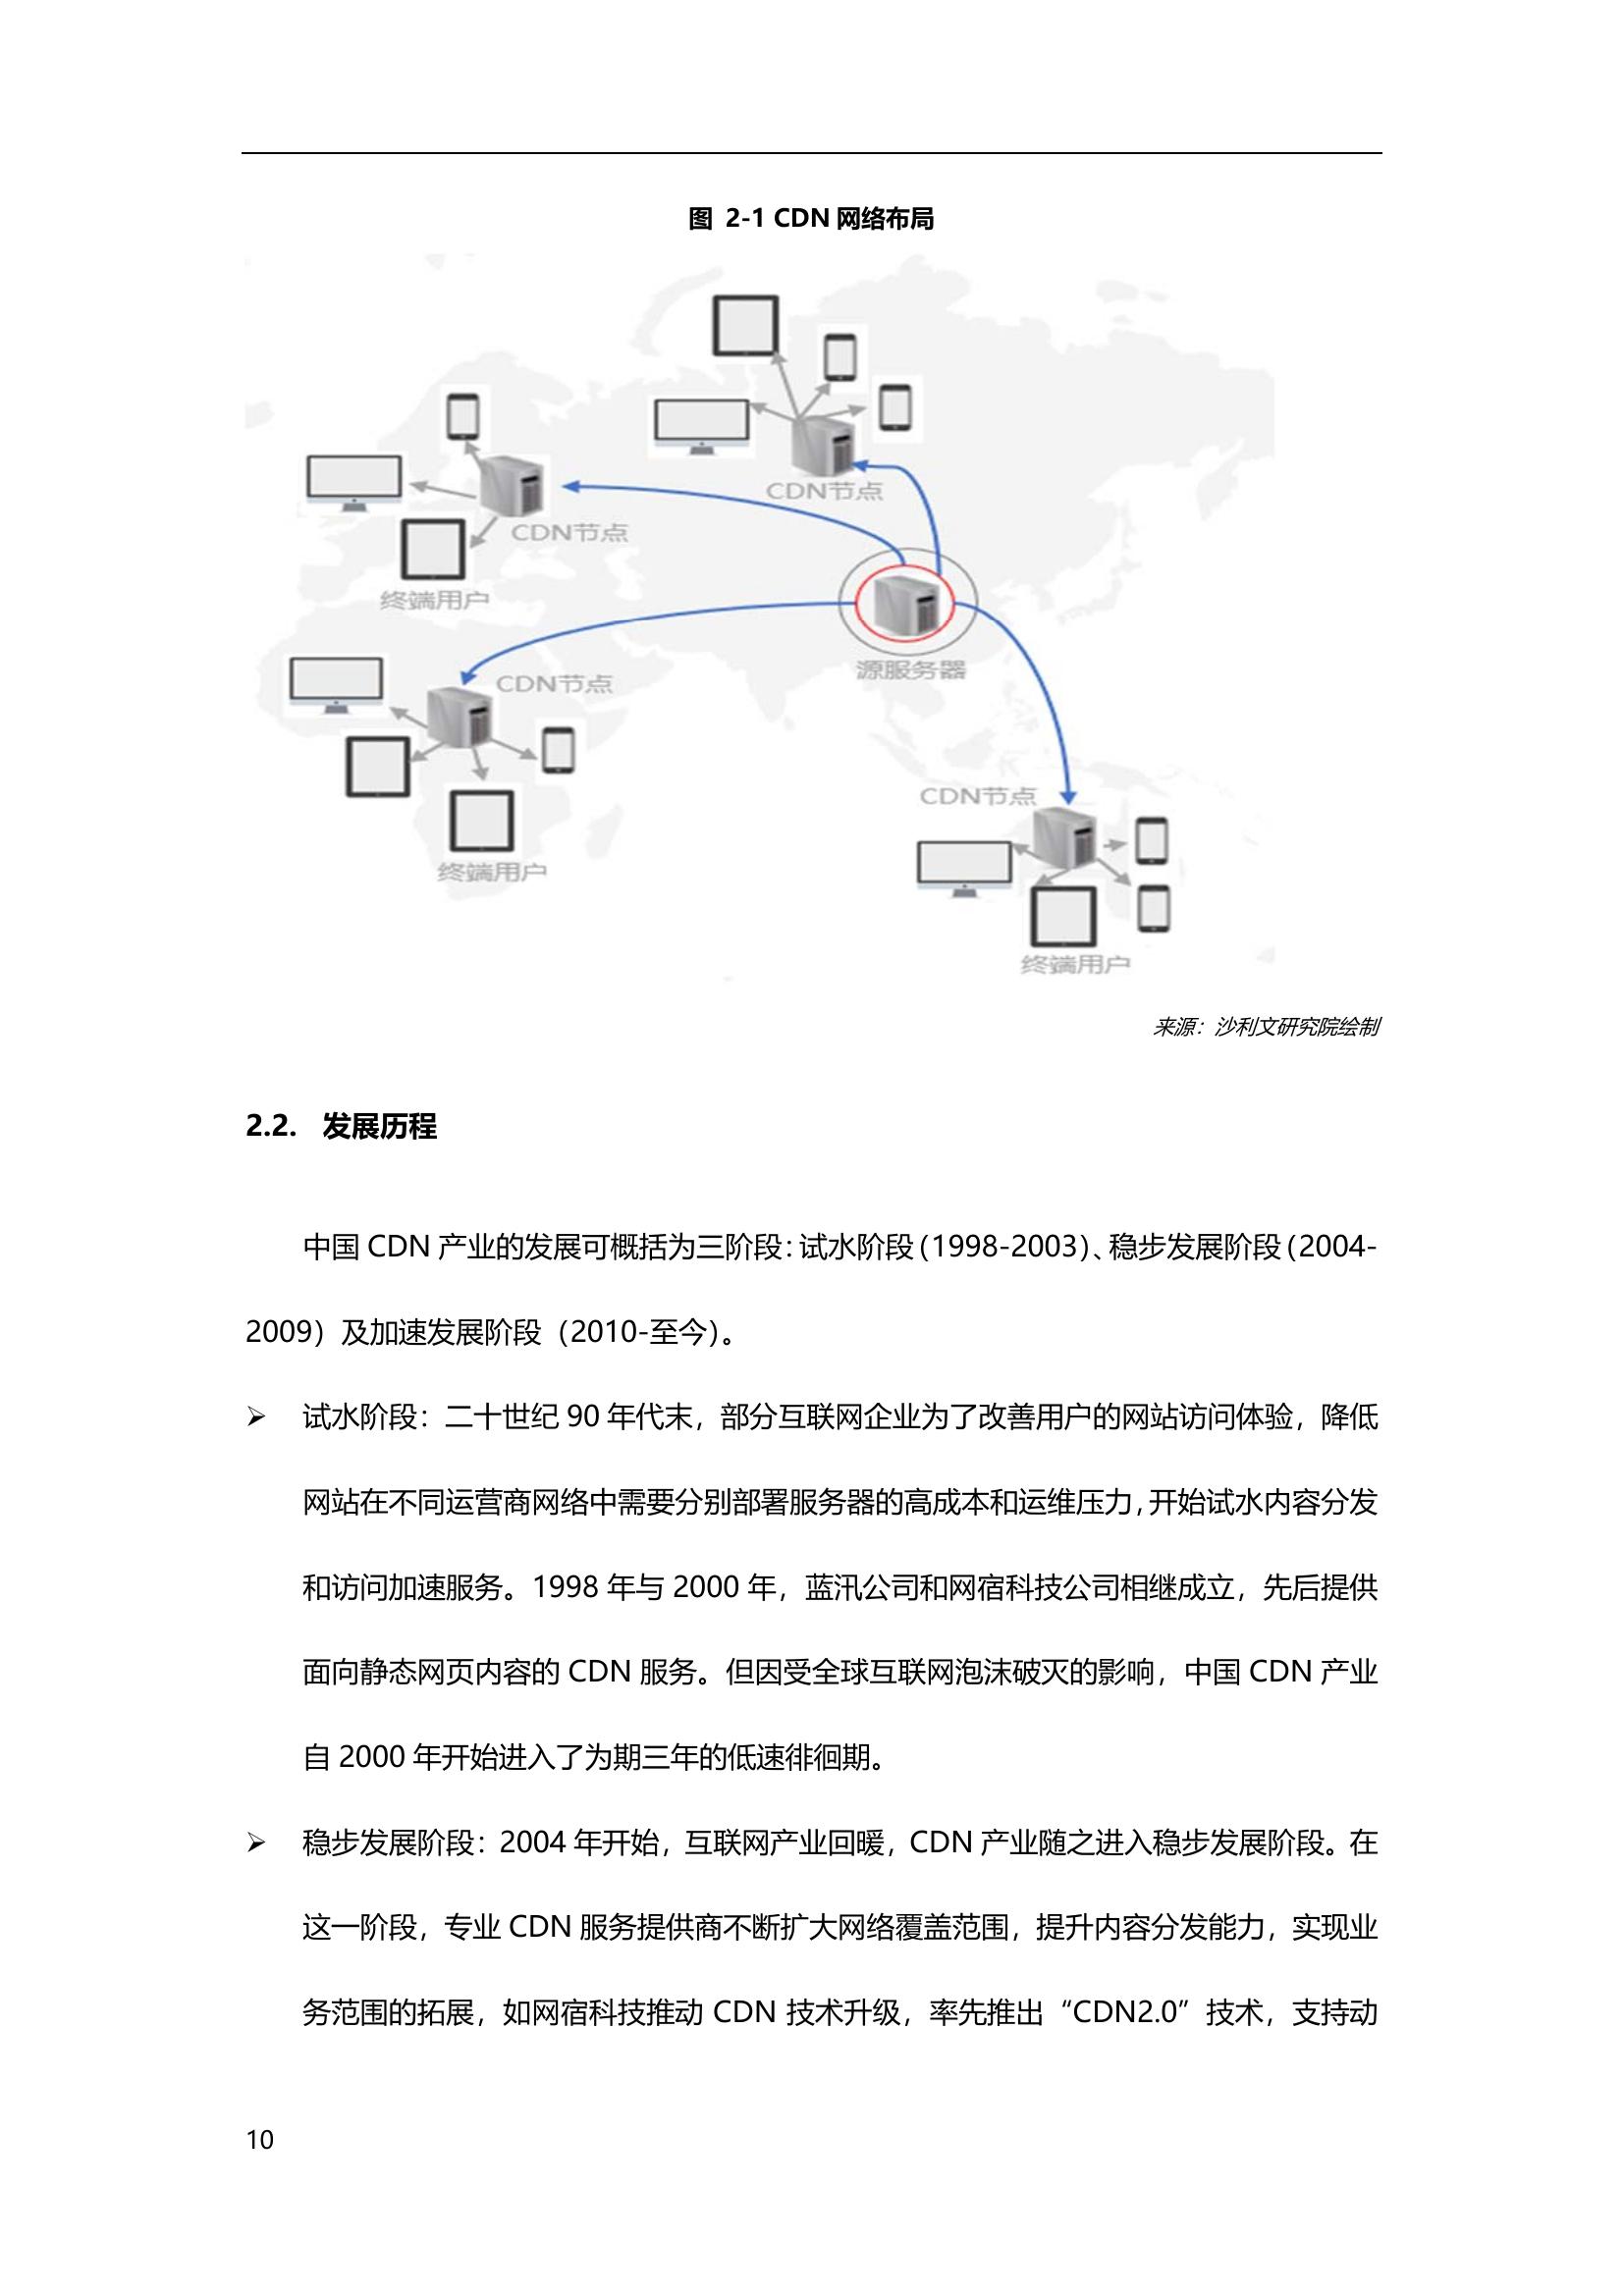 图 2-1 CDN 网络布局
CDN节点
CDN节点
终端用户
源服务器
CDN节点
CDN节点
终端用户
终端用户
来源：沙利文研究院绘制
2.2. 发展历程
中国 CDN 产业的发展可概括为三阶段：试水阶段（1998-2003）、稳步发展阶段（2004-
2009）及加速发展阶段（2010-至今）。
➢ 试水阶段：二十世纪 90 年代末，部分互联网企业为了改善用户的网站访问体验，降低
网站在不同运营商网络中需要分别部署服务器的高成本和运维压力，开始试水内容分发
和访问加速服务。1998 年与 2000 年，蓝汛公司和网宿科技公司相继成立，先后提供
面向静态网页内容的 CDN 服务。但因受全球互联网泡沫破灭的影响，中国 CDN 产业
自 2000 年开始进入了为期三年的低速徘徊期。
➢ 稳步发展阶段：2004 年开始，互联网产业回暖，CDN 产业随之进入稳步发展阶段。在
这一阶段，专业 CDN 服务提供商不断扩大网络覆盖范围，提升内容分发能力，实现业
务范围的拓展，如网宿科技推动 CDN 技术升级，率先推出“CDN2.0”技术，支持动
10